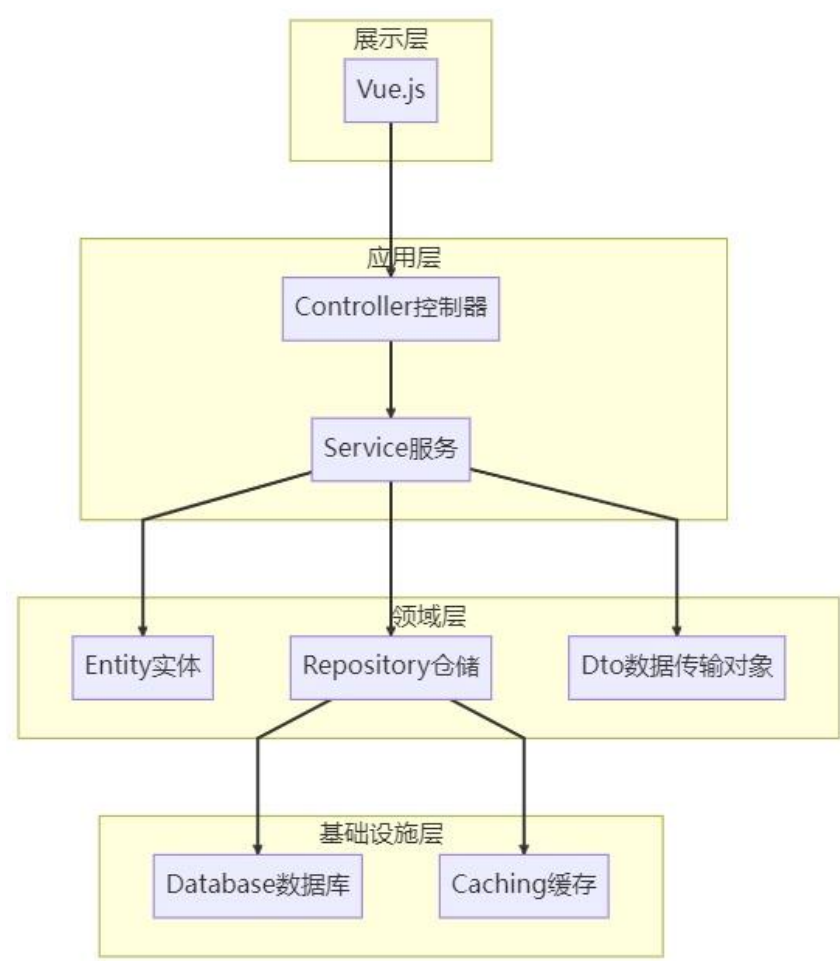 展示层
Vue.js
应用层
Controller控制器
Service服务
领域层
Entity实体
Repository仓储
Dto数据传输对象
基础设施层
Database数据库
Caching缓存